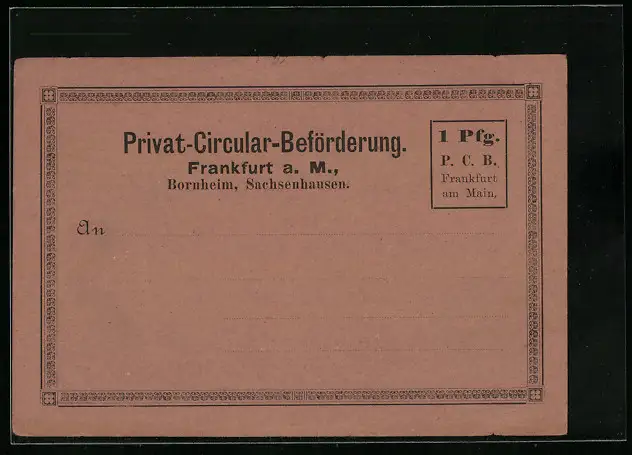 Privat-Circular-Beförderung.
Frankfurt a. M.,
Bornheim, Sachsenhausen.
1 Pfg.
P. C. B.
Frankfurt
am Main.
An